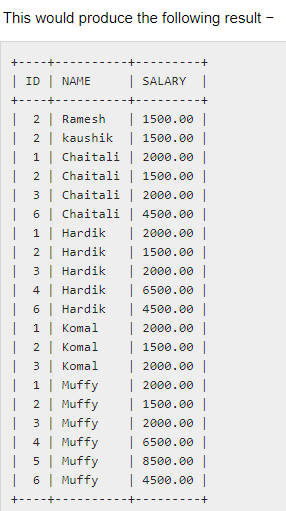 This would produce the following result −
+----+----------+---------+
| ID | NAME     | SALARY  |
+----+----------+---------+
|  2 | Ramesh   | 1500.00 |
|  2 | kaushik  | 1500.00 |
|  1 | Chaitali | 2000.00 |
|  2 | Chaitali | 1500.00 |
|  3 | Chaitali | 2000.00 |
|  6 | Chaitali | 4500.00 |
|  1 | Hardik   | 2000.00 |
|  2 | Hardik   | 1500.00 |
|  3 | Hardik   | 2000.00 |
|  4 | Hardik   | 6500.00 |
|  6 | Hardik   | 4500.00 |
|  1 | Komal    | 2000.00 |
|  2 | Komal    | 1500.00 |
|  3 | Komal    | 2000.00 |
|  1 | Muffy    | 2000.00 |
|  2 | Muffy    | 1500.00 |
|  3 | Muffy    | 2000.00 |
|  4 | Muffy    | 6500.00 |
|  5 | Muffy    | 8500.00 |
|  6 | Muffy    | 4500.00 |
+----+----------+---------+